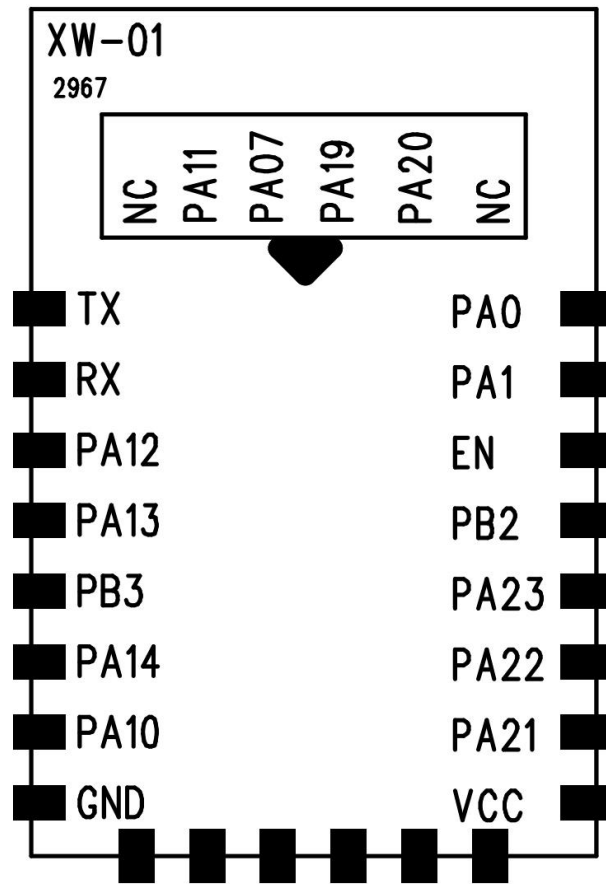 XW-01
2967
NC PA11 PA07 PA19 PA20 NC
TX PA0
RX PA1
PA12 EN
PA13 PB2
PB3 PA23
PA14 PA22
PA10 PA21
GND VCC